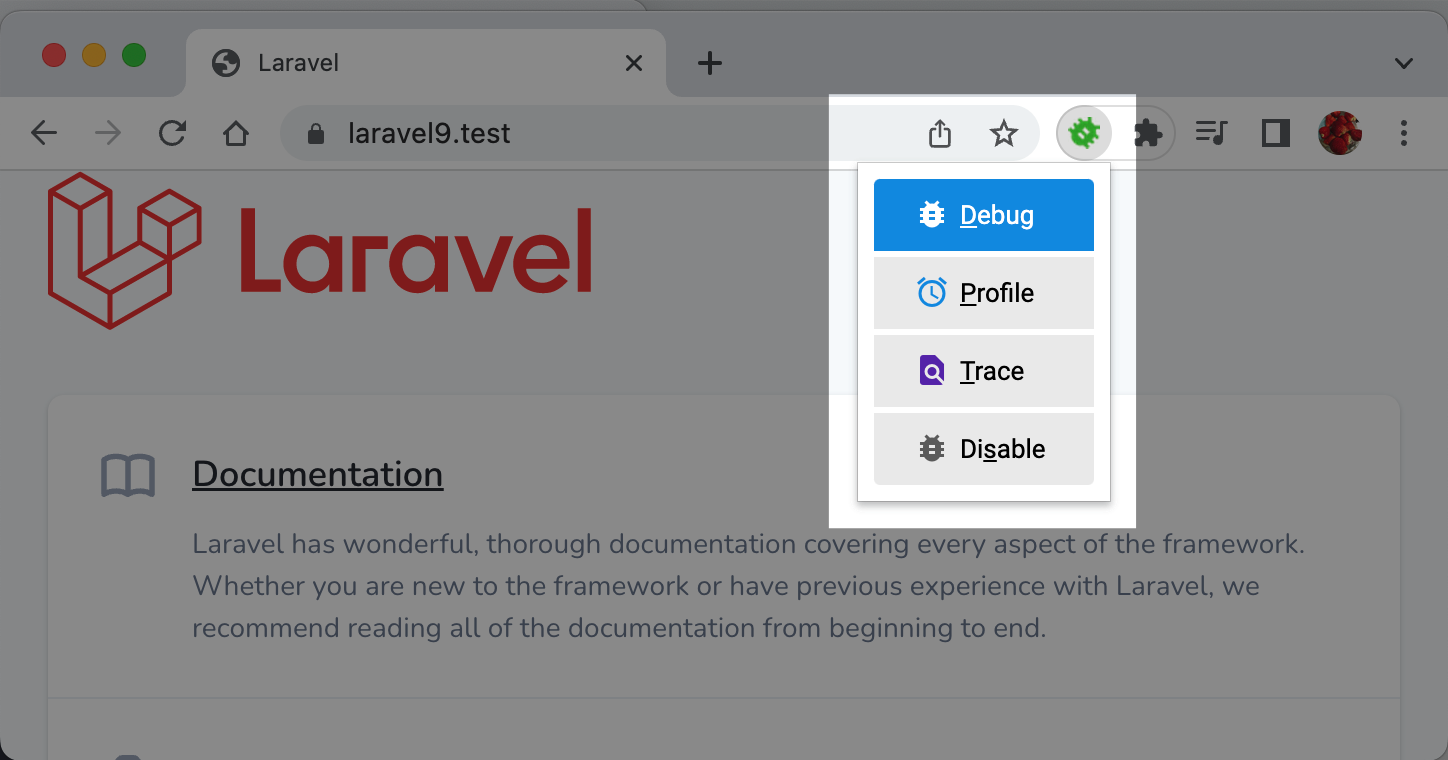 Laravel
laravel9.test
Laravel
Debug
Profile
Trace
Disable
Documentation
Laravel has wonderful, thorough documentation covering every aspect of the framework.
Whether you are new to the framework or have previous experience with Laravel, we
recommend reading all of the documentation from beginning to end.